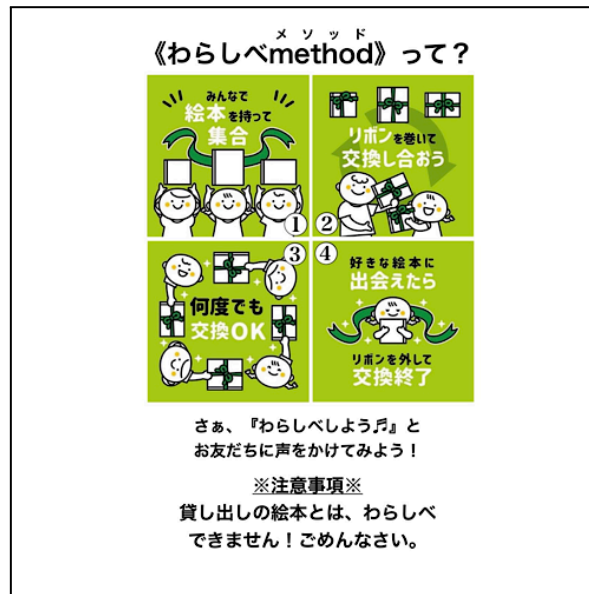 メソッド
《わらしべmethod》って？
みんなで
絵本を持って
集合
①
リボンを巻いて
交換し合おう
②
③
何度でも
交換OK
④
好きな絵本に
出会えたら
リボンを外して
交換終了
さぁ、『わらしべしよう♬』と
お友だちに声をかけてみよう！
※注意事項※
貸し出しの絵本とは、わらしべ
できません！ごめんなさい。